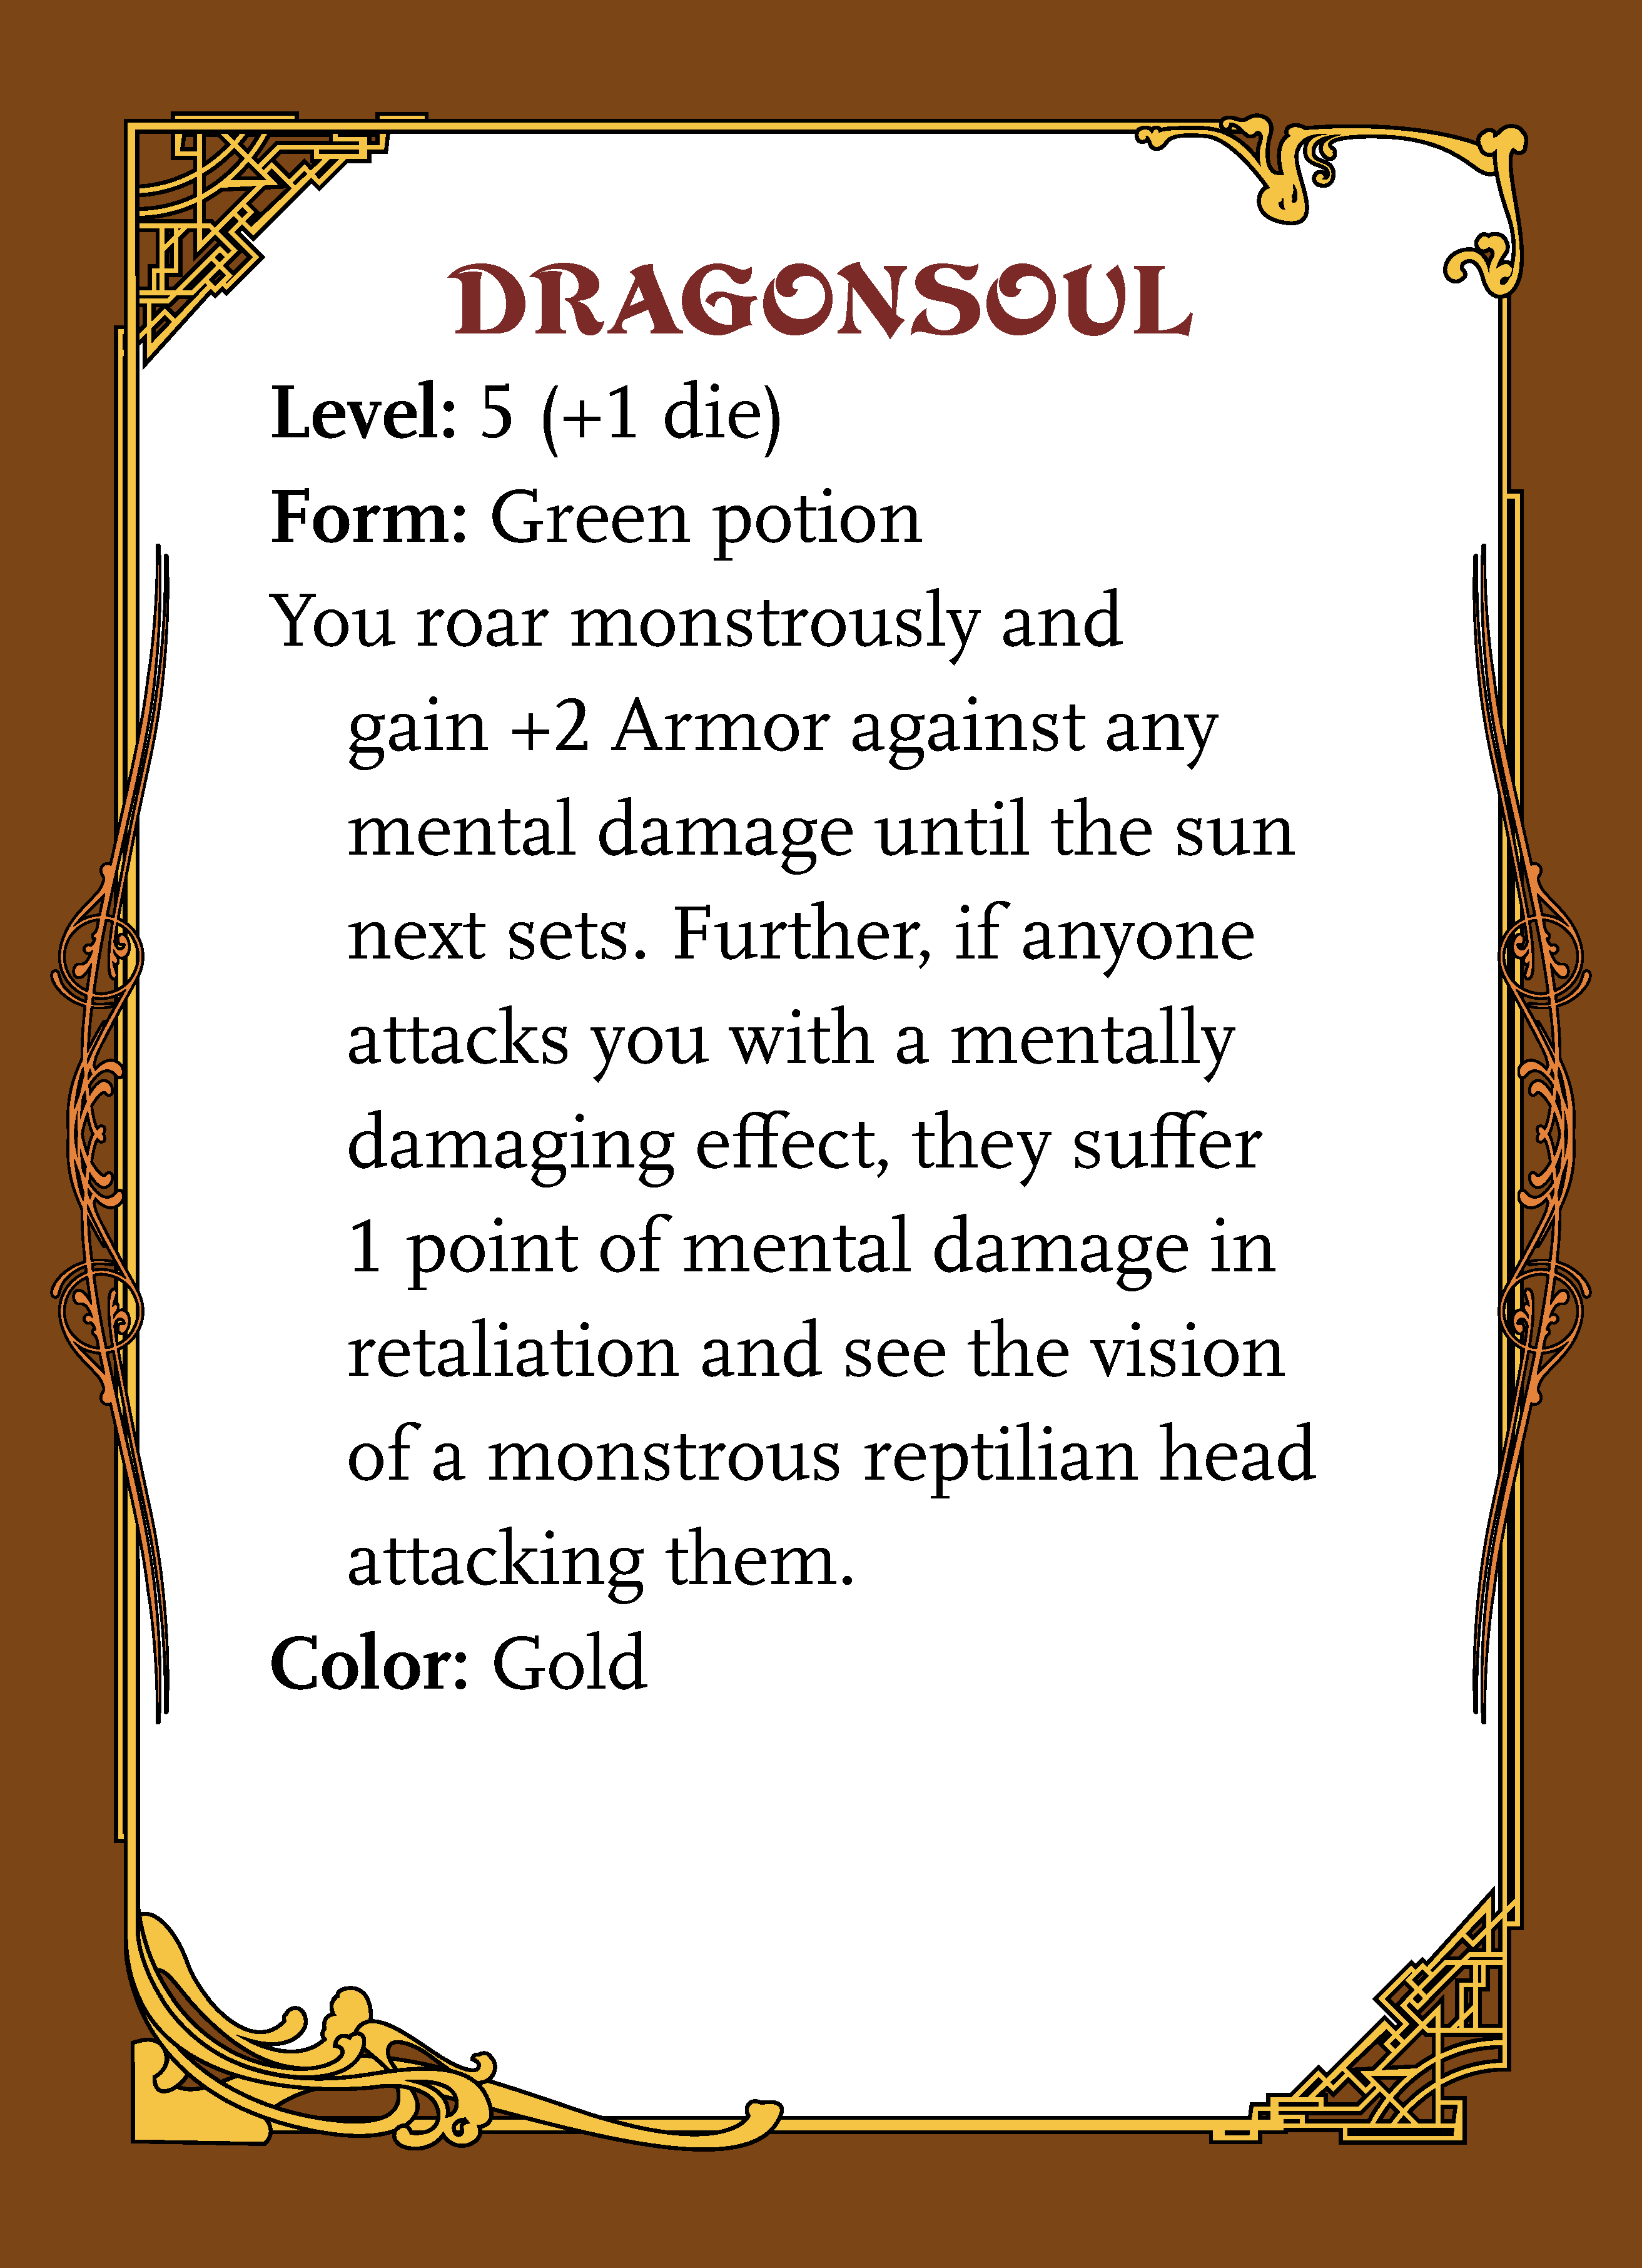 DRAGONSOUL
Level: 5 (+1 die)
Form: Green potion
You roar monstrously and
gain +2 Armor against any
mental damage until the sun
next sets. Further, if anyone
attacks you with a mentally
damaging effect, they suffer
1 point of mental damage in
retaliation and see the vision
of a monstrous reptilian head
attacking them.
Color: Gold